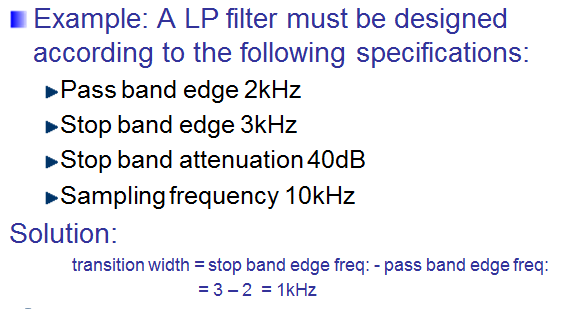 Example: A LP filter must be designed
according to the following specifications:
Pass band edge 2kHz
Stop band edge 3kHz
Stop band attenuation 40dB
Sampling frequency 10kHz
Solution:
transition width = stop band edge freq: - pass band edge freq:
= 3 – 2 = 1kHz